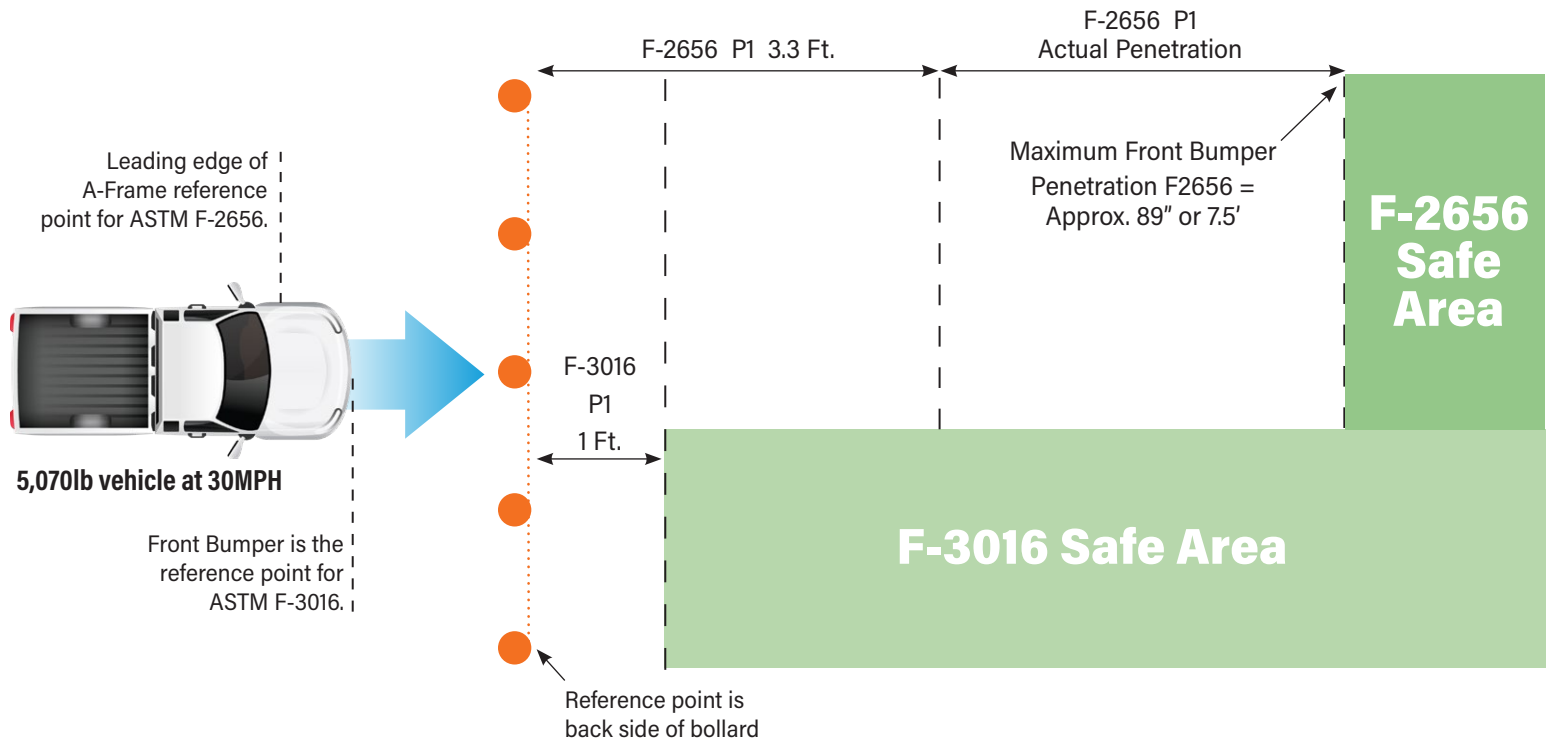 F-2656 P1 3.3 Ft.
F-2656 P1
Actual Penetration
Leading edge of
A-Frame reference
point for ASTM F-2656.
Maximum Front Bumper
Penetration F2656 =
Approx. 89” or 7.5’
F-2656
Safe
Area
F-3016
P1
1 Ft.
5,070lb vehicle at 30MPH
Front Bumper is the
reference point for
ASTM F-3016.
F-3016 Safe Area
Reference point is
back side of bollard